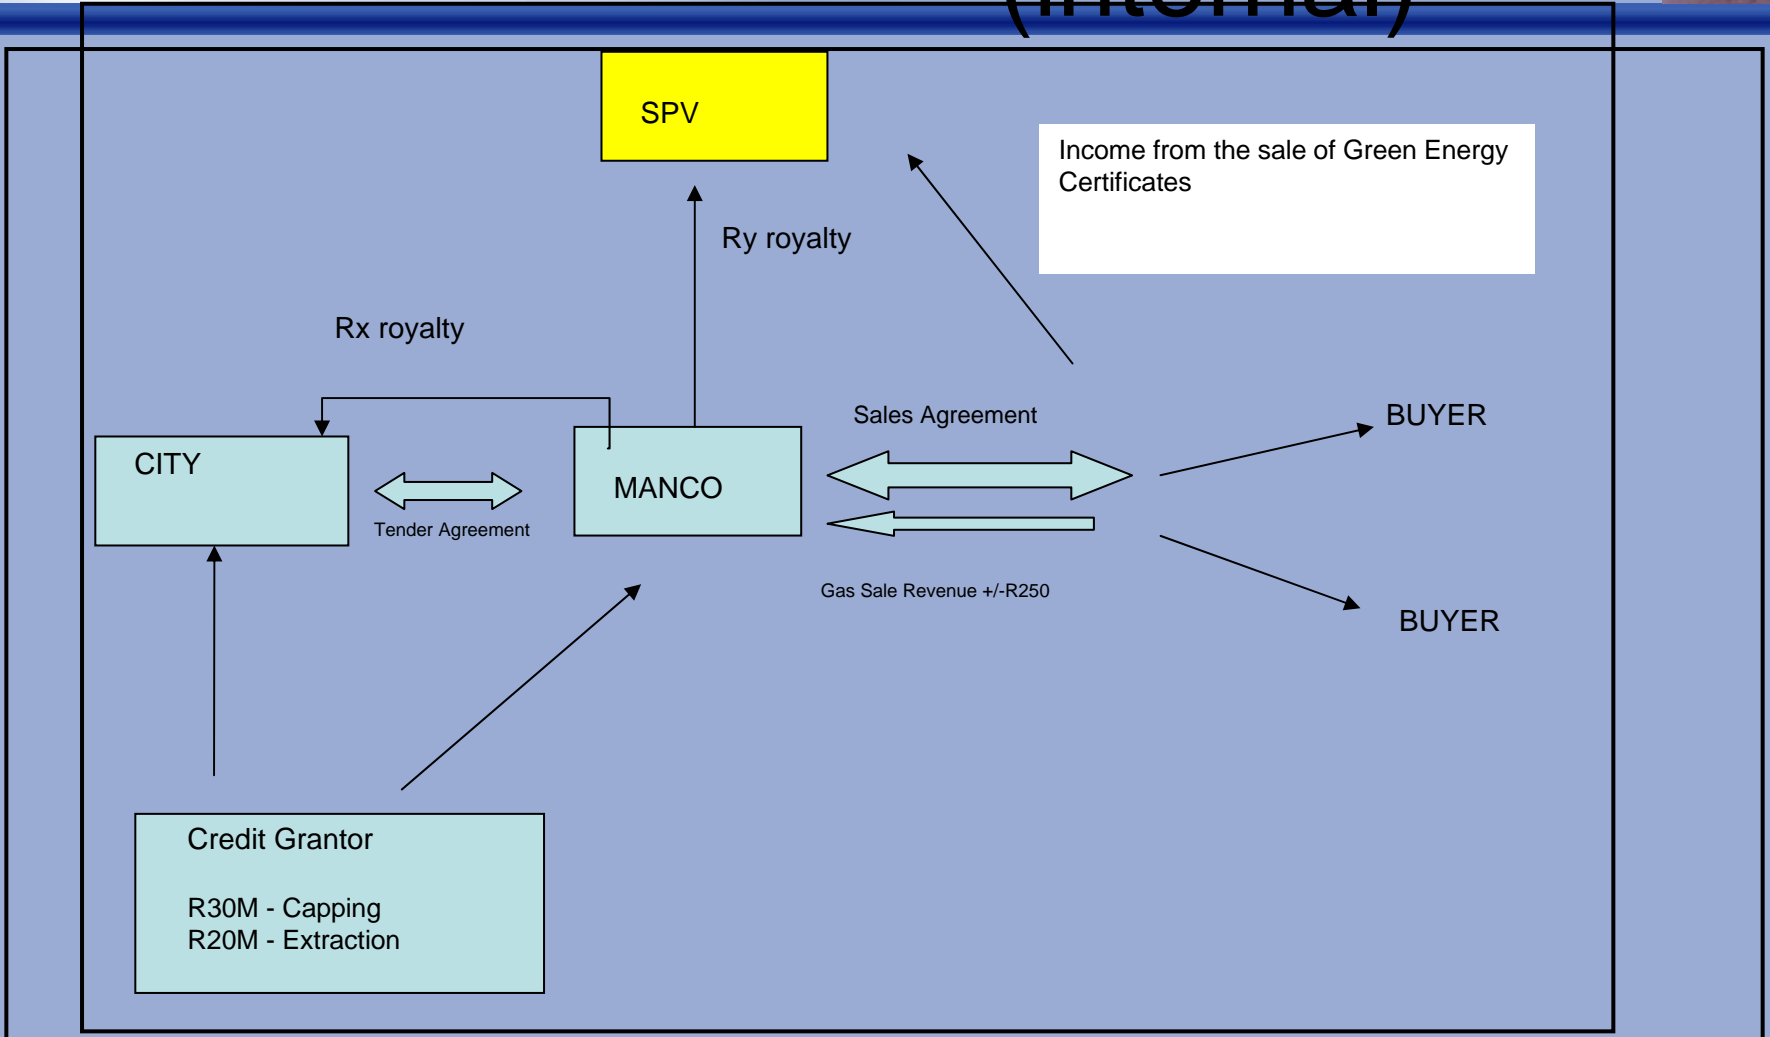 (internal)
SPV
Income from the sale of Green Energy
Certificates
Ry royalty
Rx royalty
Sales Agreement
BUYER
CITY
MANCO
Tender Agreement
Gas Sale Revenue +/-R250
BUYER
Credit Grantor
R30M - Capping
R20M - Extraction